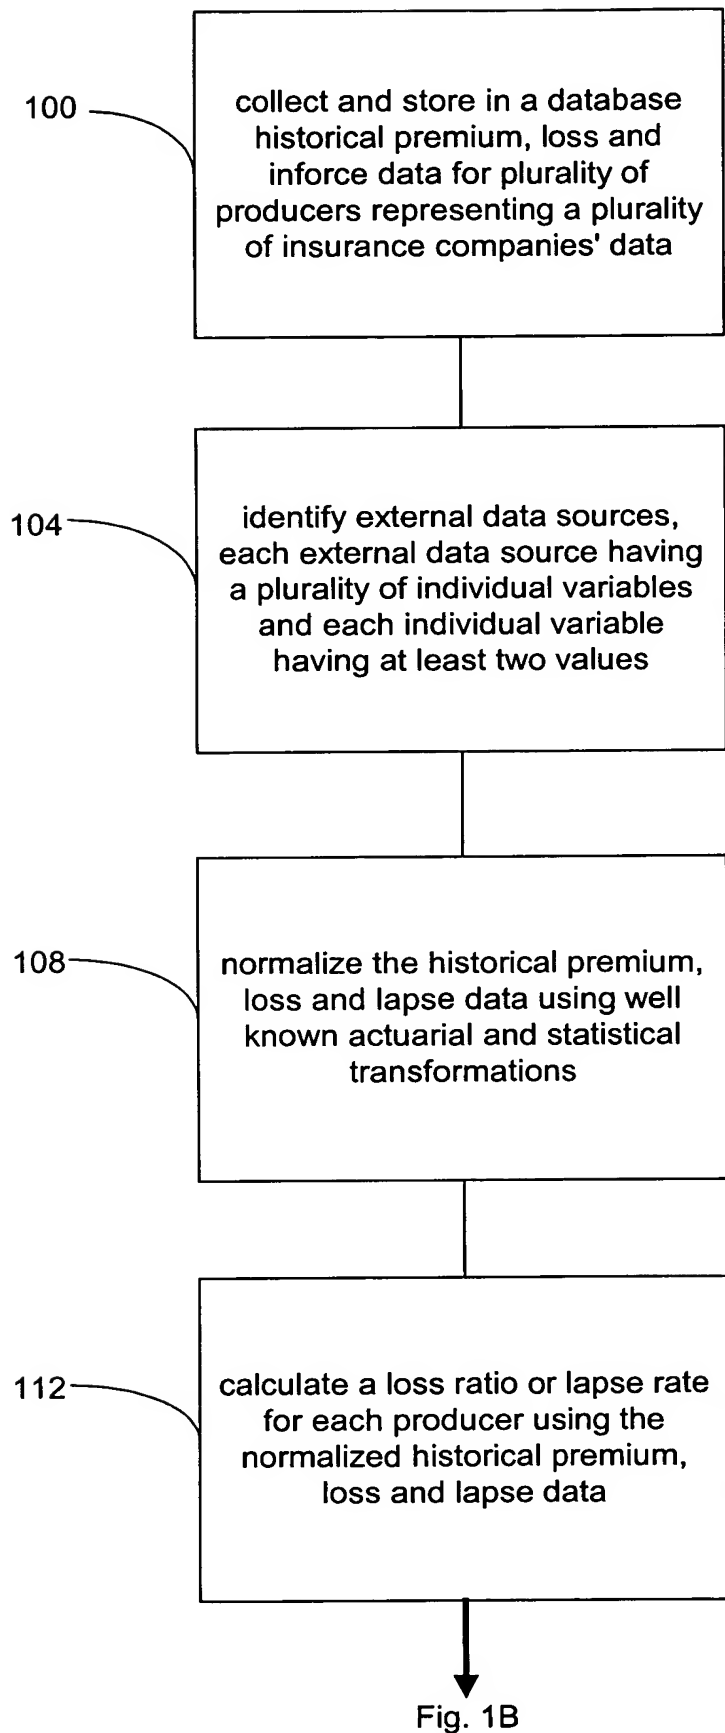 100
collect and store in a database
historical premium, loss and
inforce data for plurality of
producers representing a plurality
of insurance companies' data
104
identify external data sources,
each external data source having
a plurality of individual variables
and each individual variable
having at least two values
108
normalize the historical premium,
loss and lapse data using well
known actuarial and statistical
transformations
112
calculate a loss ratio or lapse rate
for each producer using the
normalized historical premium,
loss and lapse data
Fig. 1B